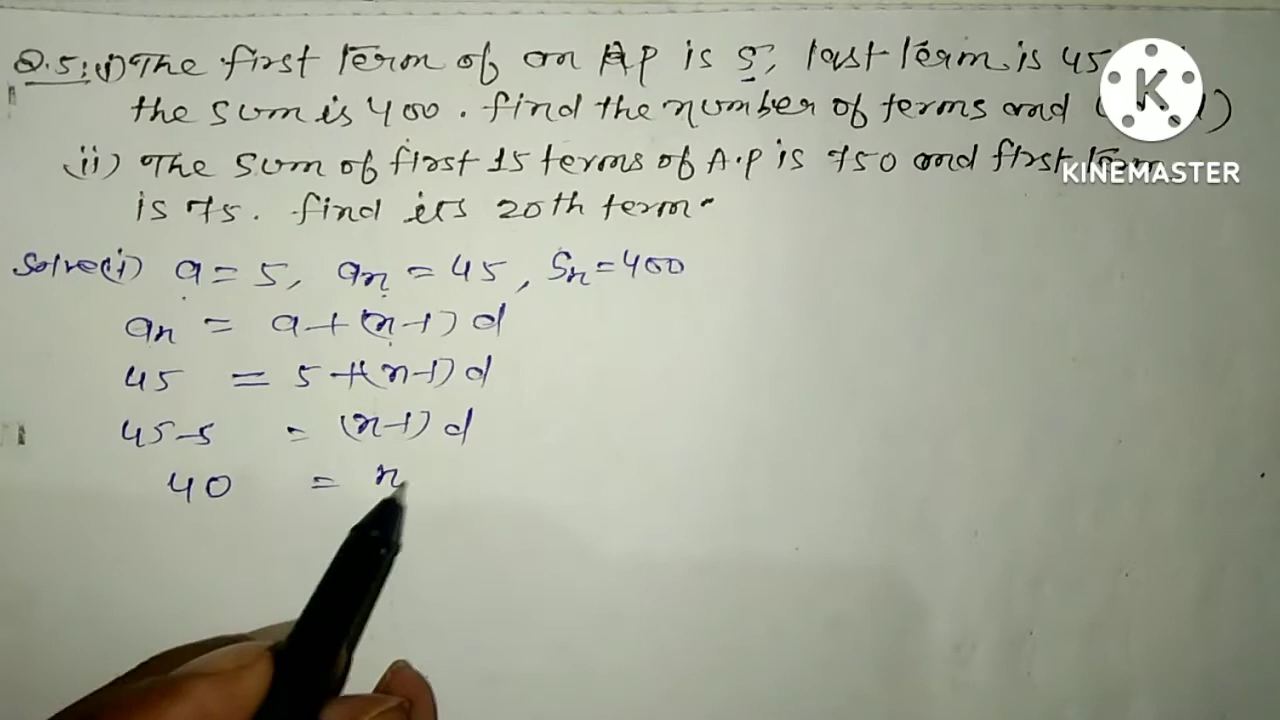 Q.5:(i) The first term of an AP is 5, last term is 45
the sum is 400. find the number of terms and
(ii) The sum of first 15 terms of A.P is 750 and first term
is 75. find its 20th term.
Solve(i) a = 5, an = 45, Sn = 400
an = a + (n-1) d
45 = 5 + (n-1) d
45-5 = (n-1) d
40 = n
K
KINEMASTER